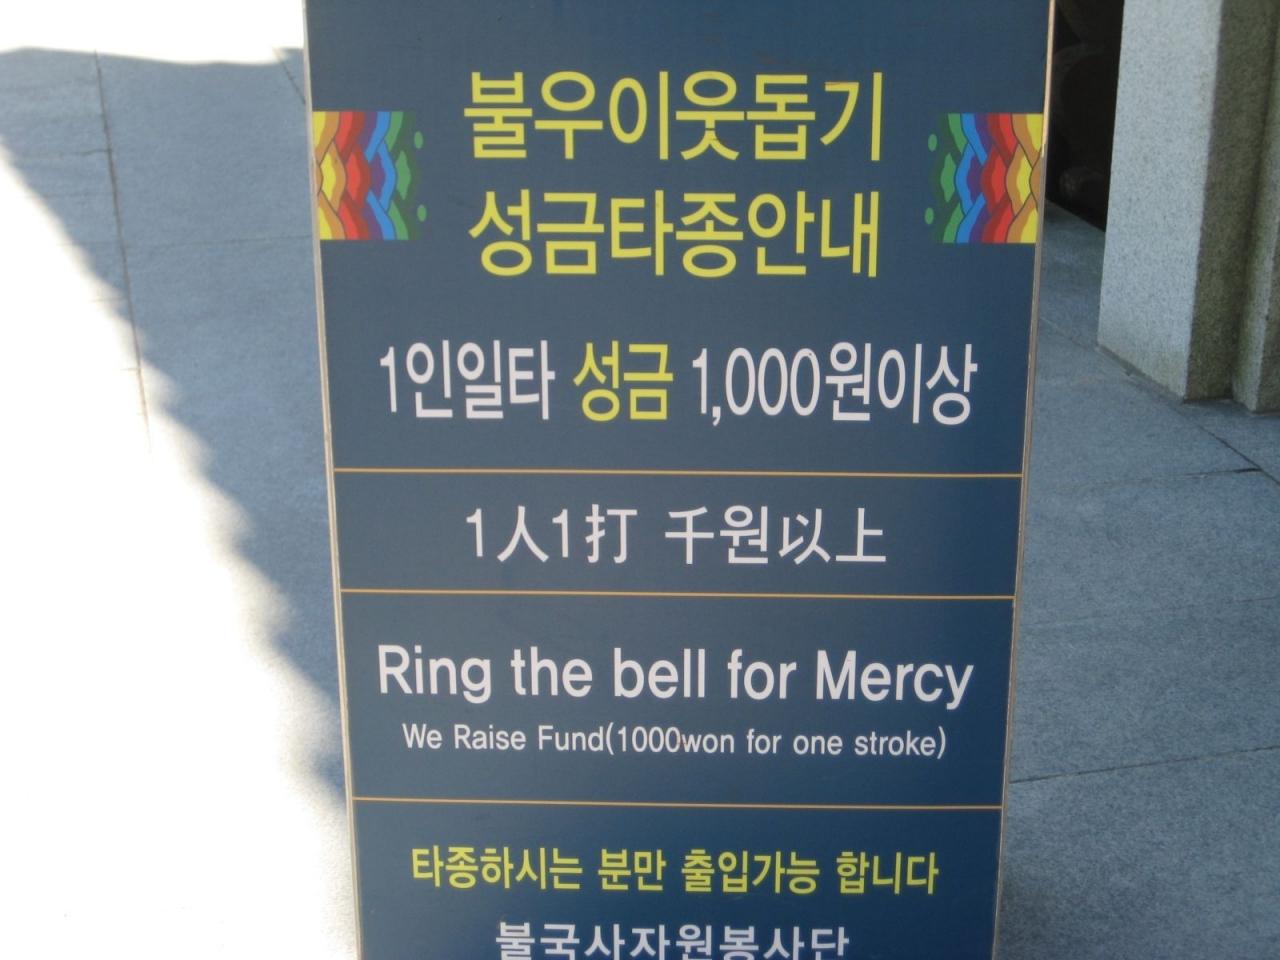 불우이웃돕기
성금타종안내
1인일타 성금 1,000원이상
1人1打 千원以上
Ring the bell for Mercy
We Raise Fund(1000won for one stroke)
타종하시는 분만 출입가능 합니다
불국사자원봉사단